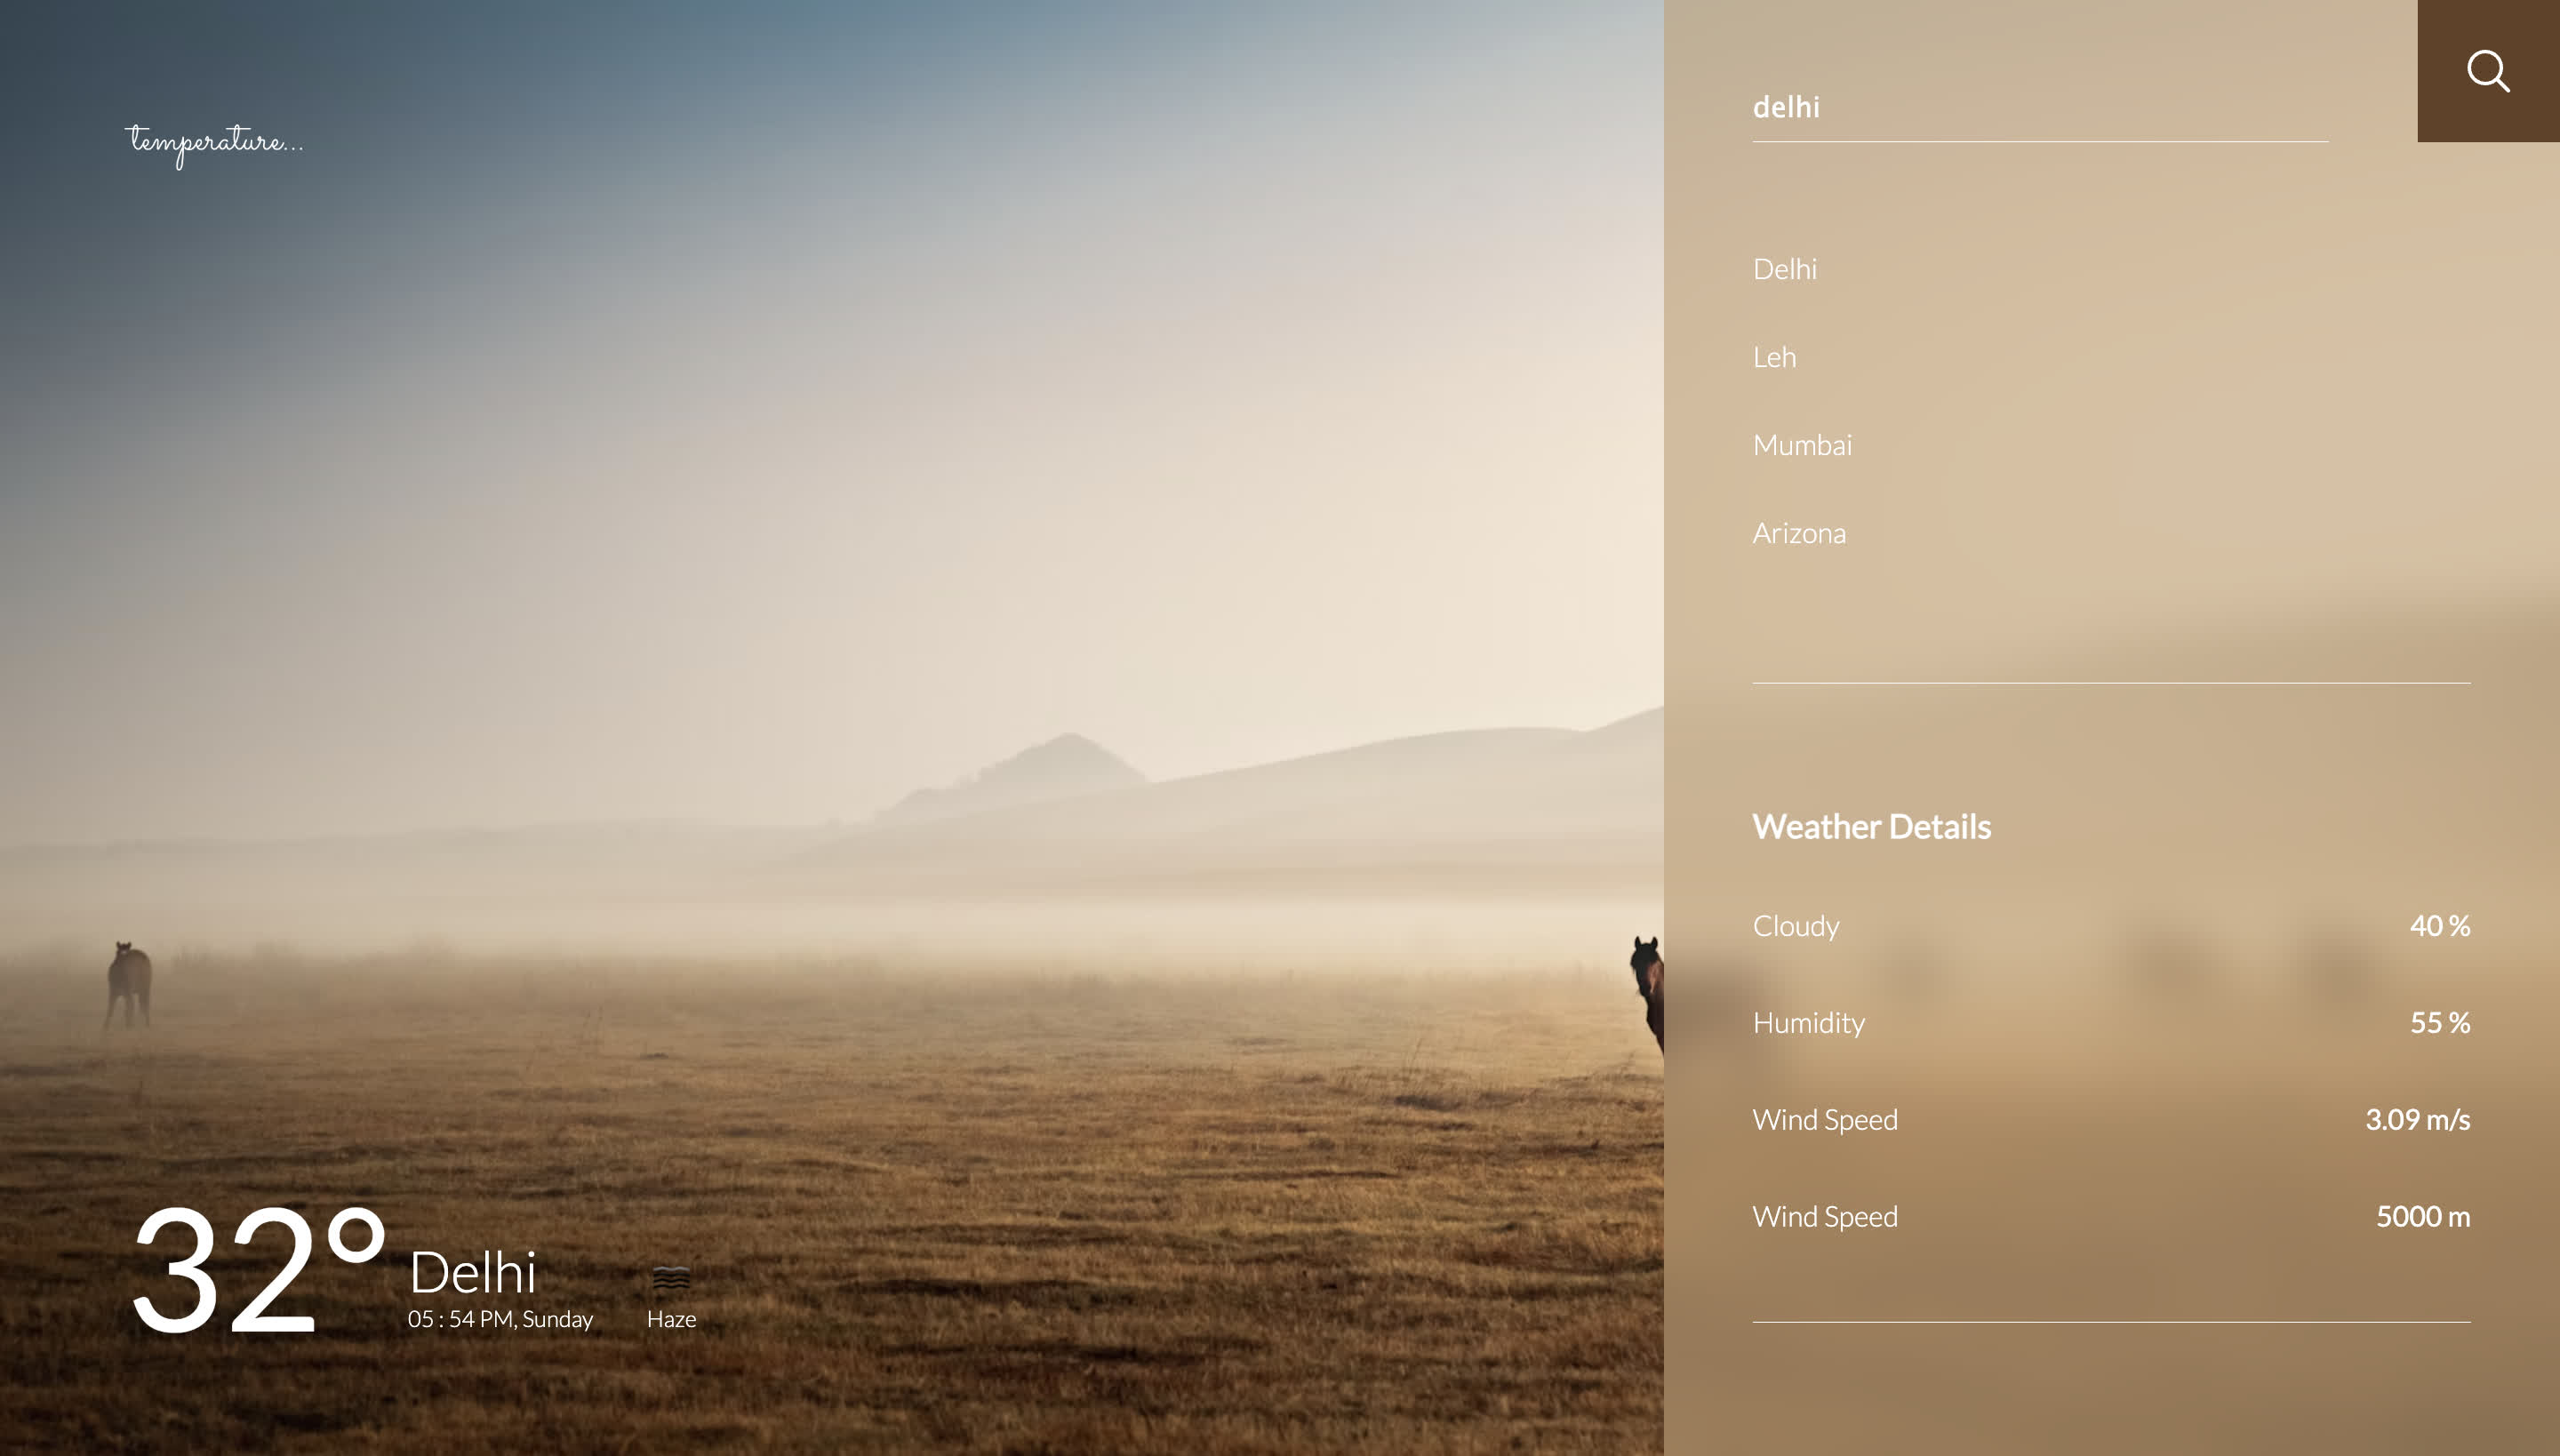 temperature...
32° Delhi
05 : 54 PM, Sunday
Haze
delhi
Delhi
Leh
Mumbai
Arizona
Weather Details
Cloudy 40 %
Humidity 55 %
Wind Speed 3.09 m/s
Wind Speed 5000 m